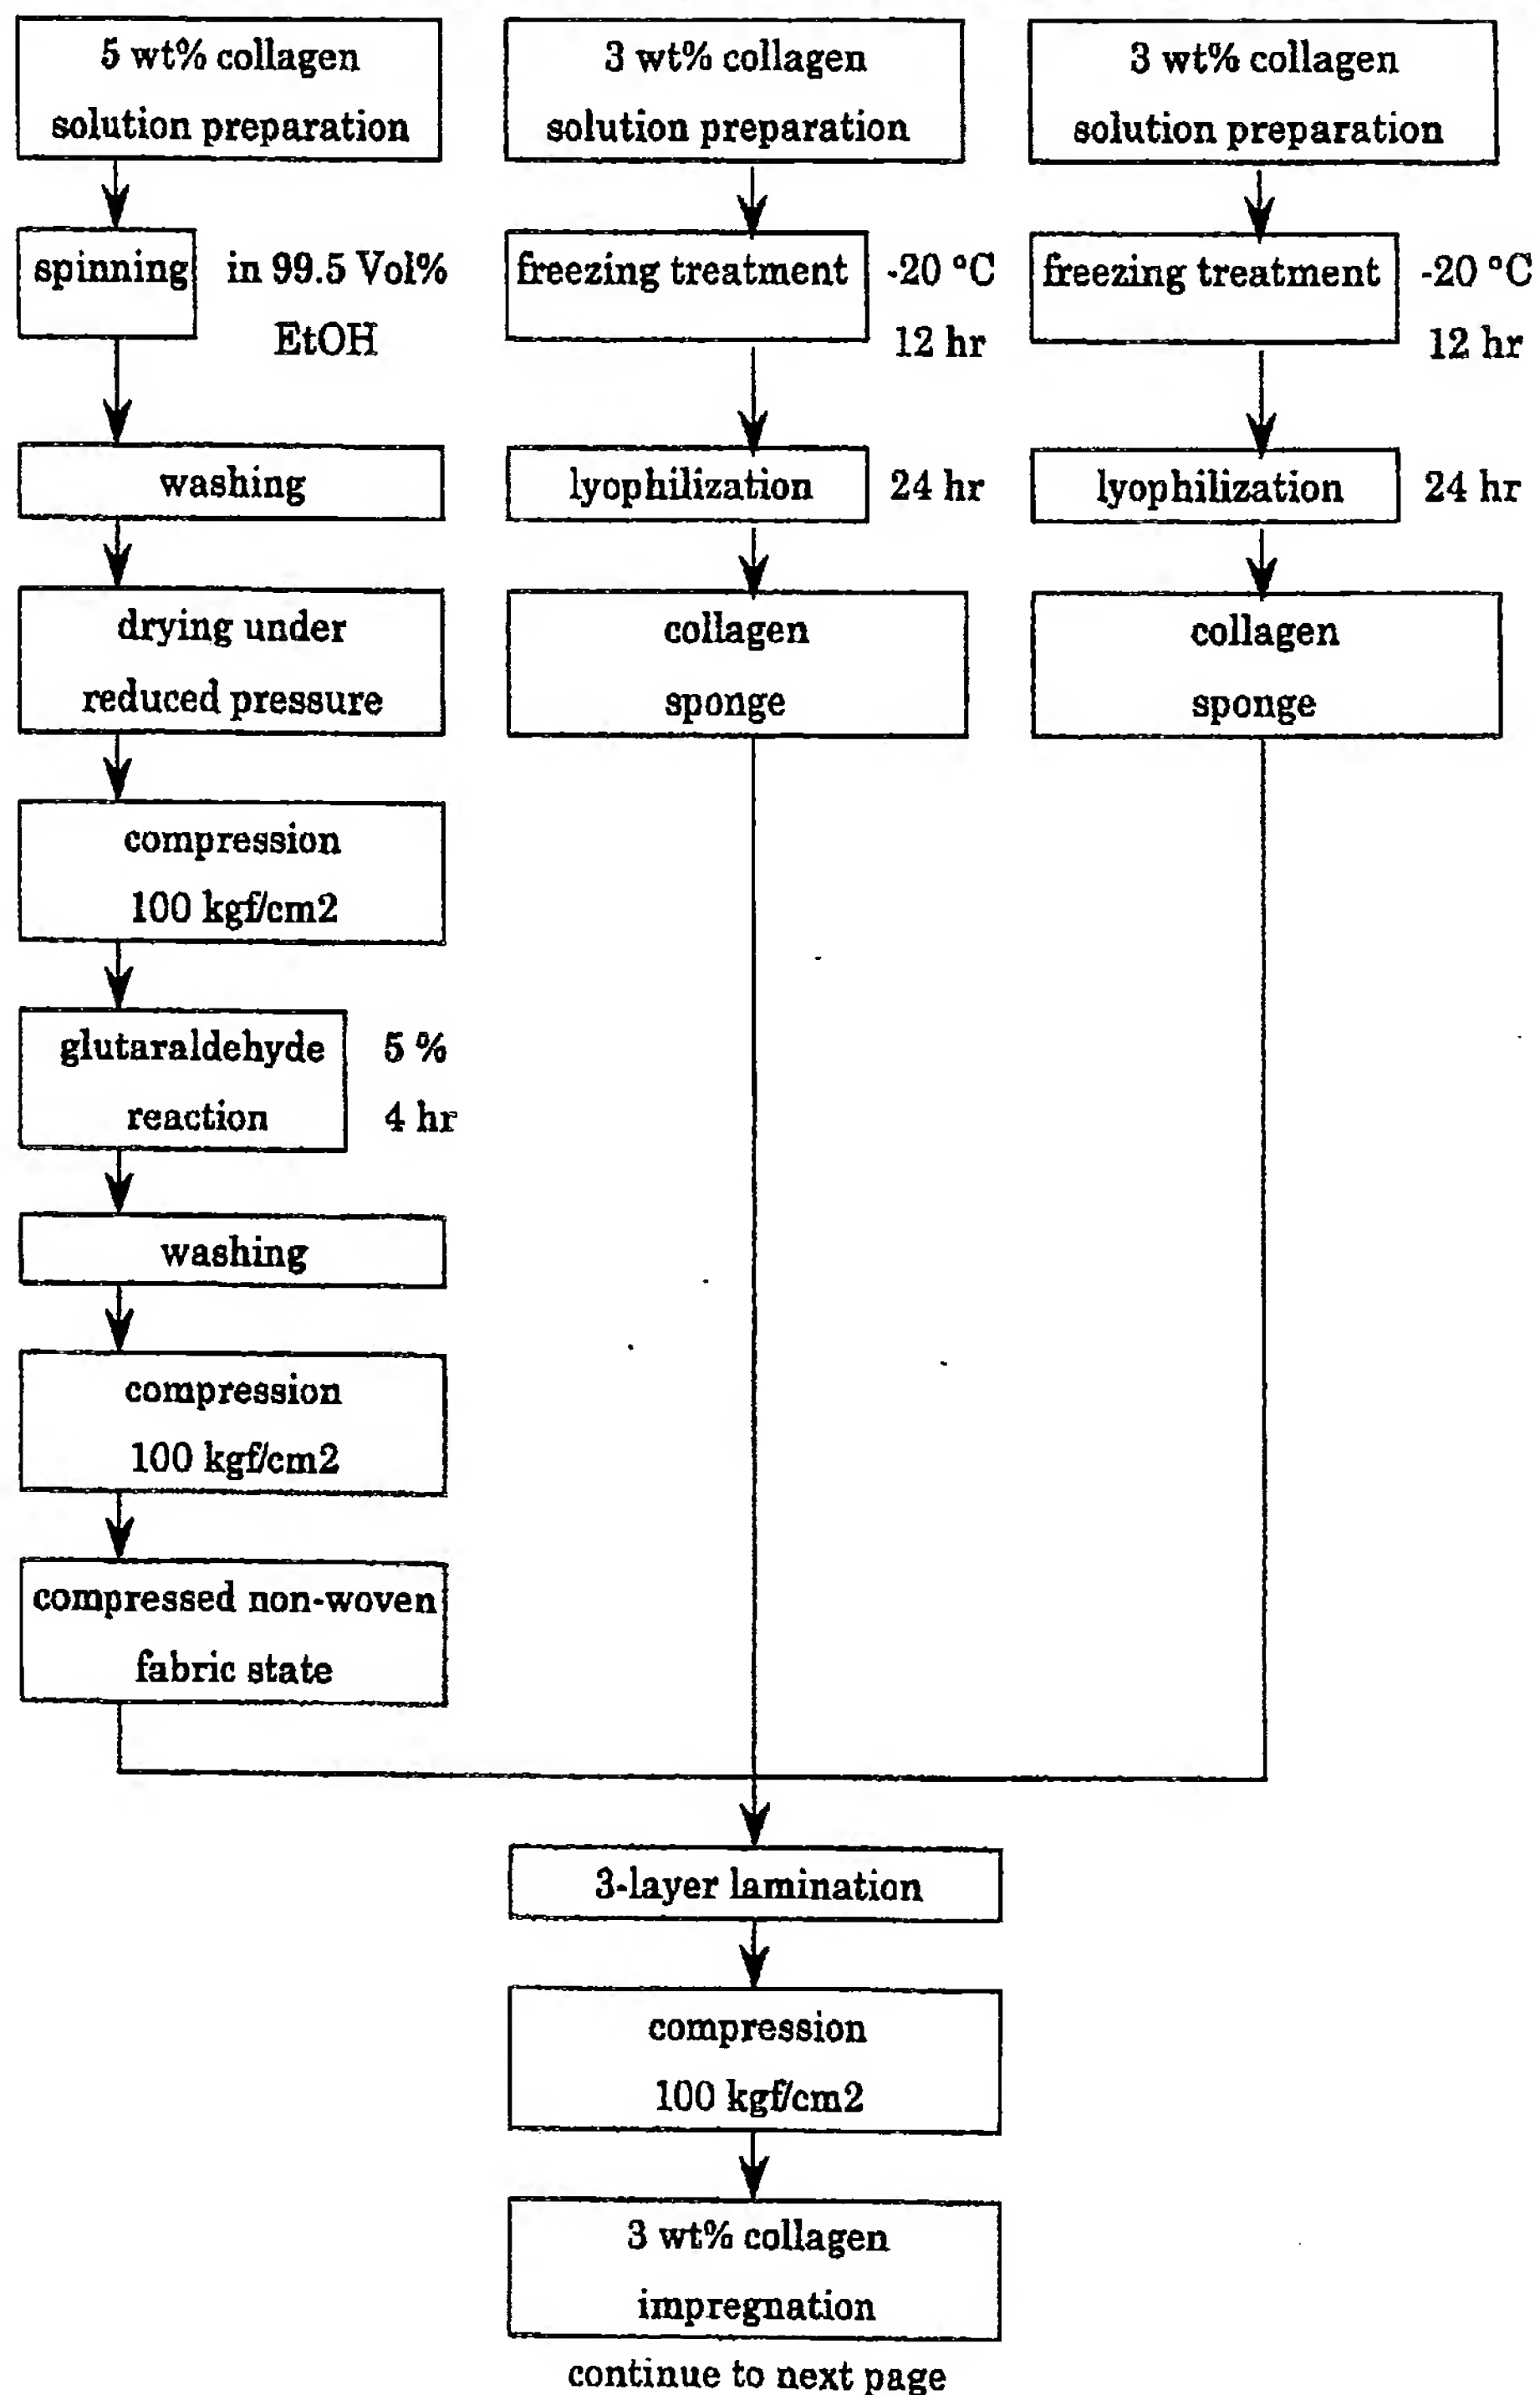 5 wt% collagen
solution preparation
spinning
in 99.5 Vol%
EtOH
washing
drying under
reduced pressure
compression
100 kgf/cm2
glutaraldehyde
reaction
5 %
4 hr
washing
compression
100 kgf/cm2
compressed non-woven
fabric state
3 wt% collagen
solution preparation
freezing treatment
-20 °C
12 hr
lyophilization
24 hr
collagen
sponge
3 wt% collagen
solution preparation
freezing treatment
-20 °C
12 hr
lyophilization
24 hr
collagen
sponge
3-layer lamination
compression
100 kgf/cm2
3 wt% collagen
impregnation
continue to next page